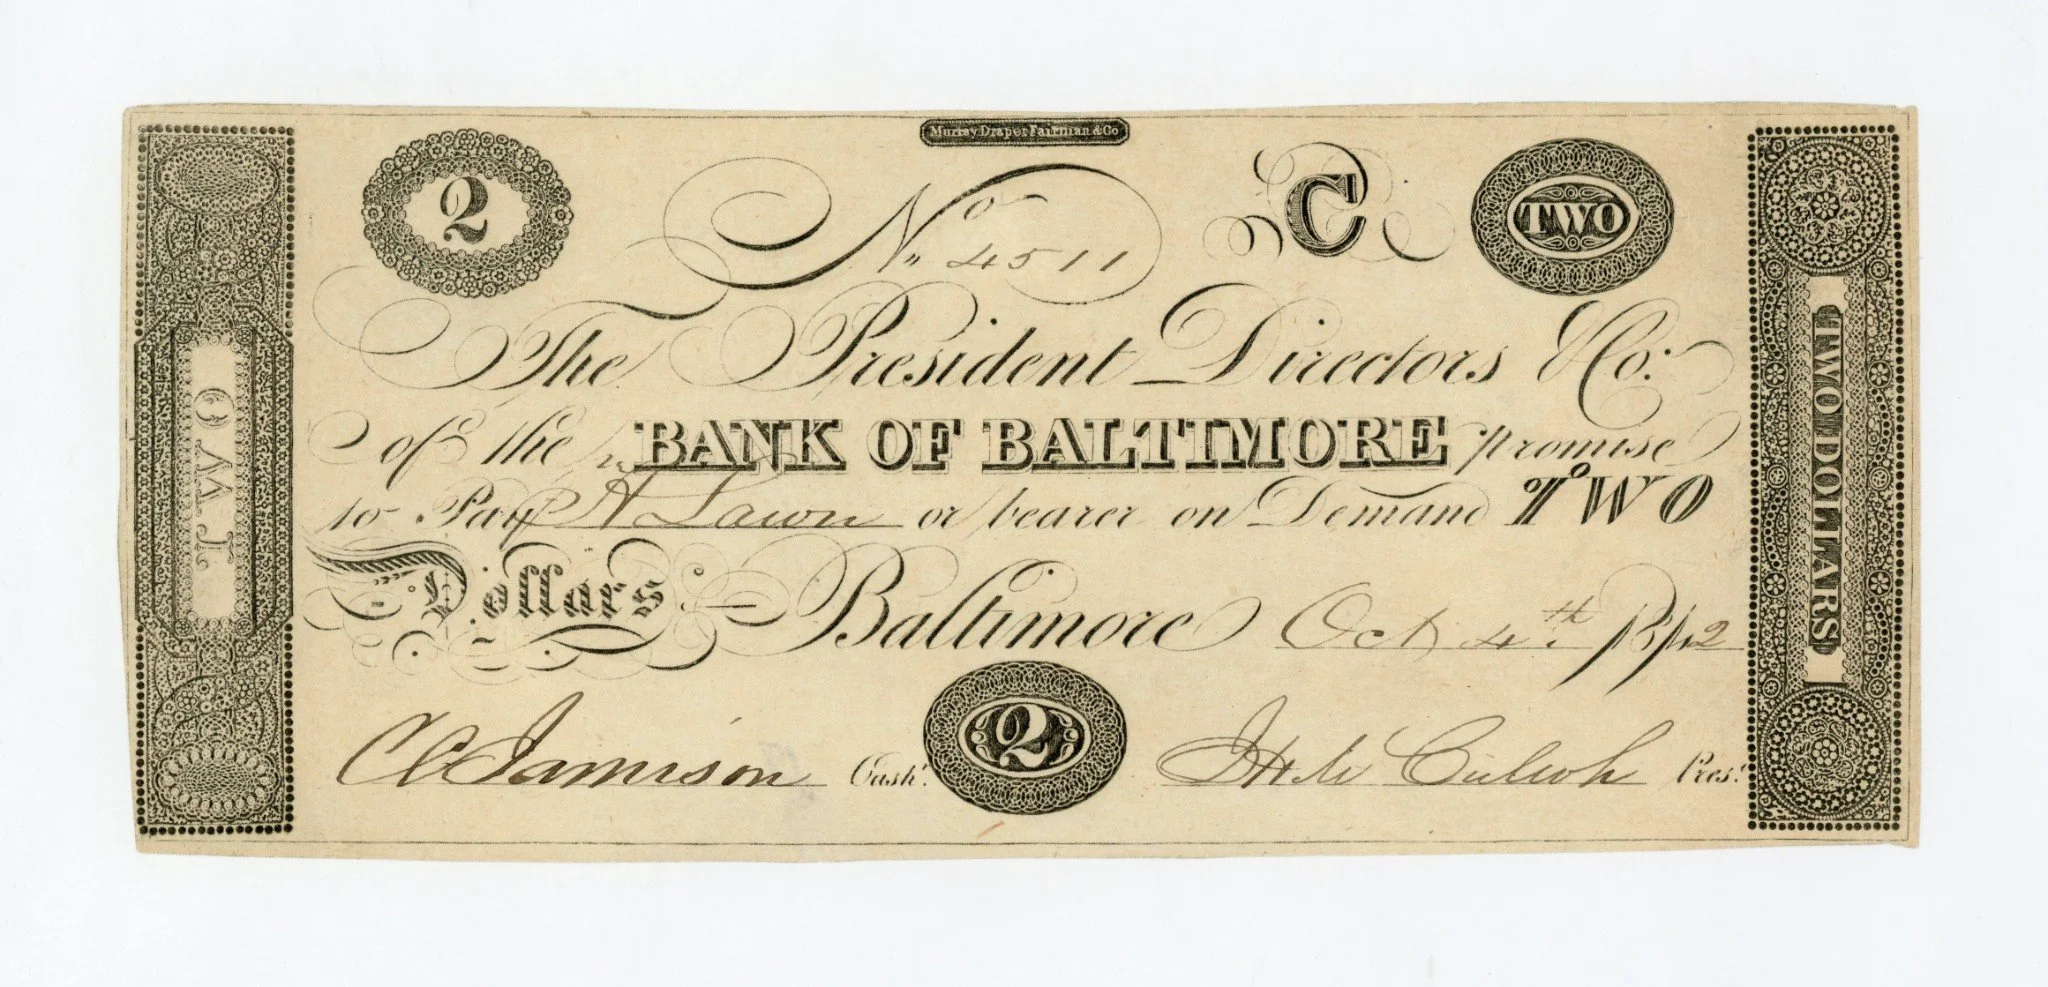 Murray Draper Fairman & Co
2
No. 4511
C
TWO
The President Directors & Co:
of the BANK OF BALTIMORE promise
to Pay H Lawn or bearer on Demand TWO
Dollars Baltimore Oct 4th
C C Jamison Cash.r
2
Pres.t
TWO
TWO DOLLARS